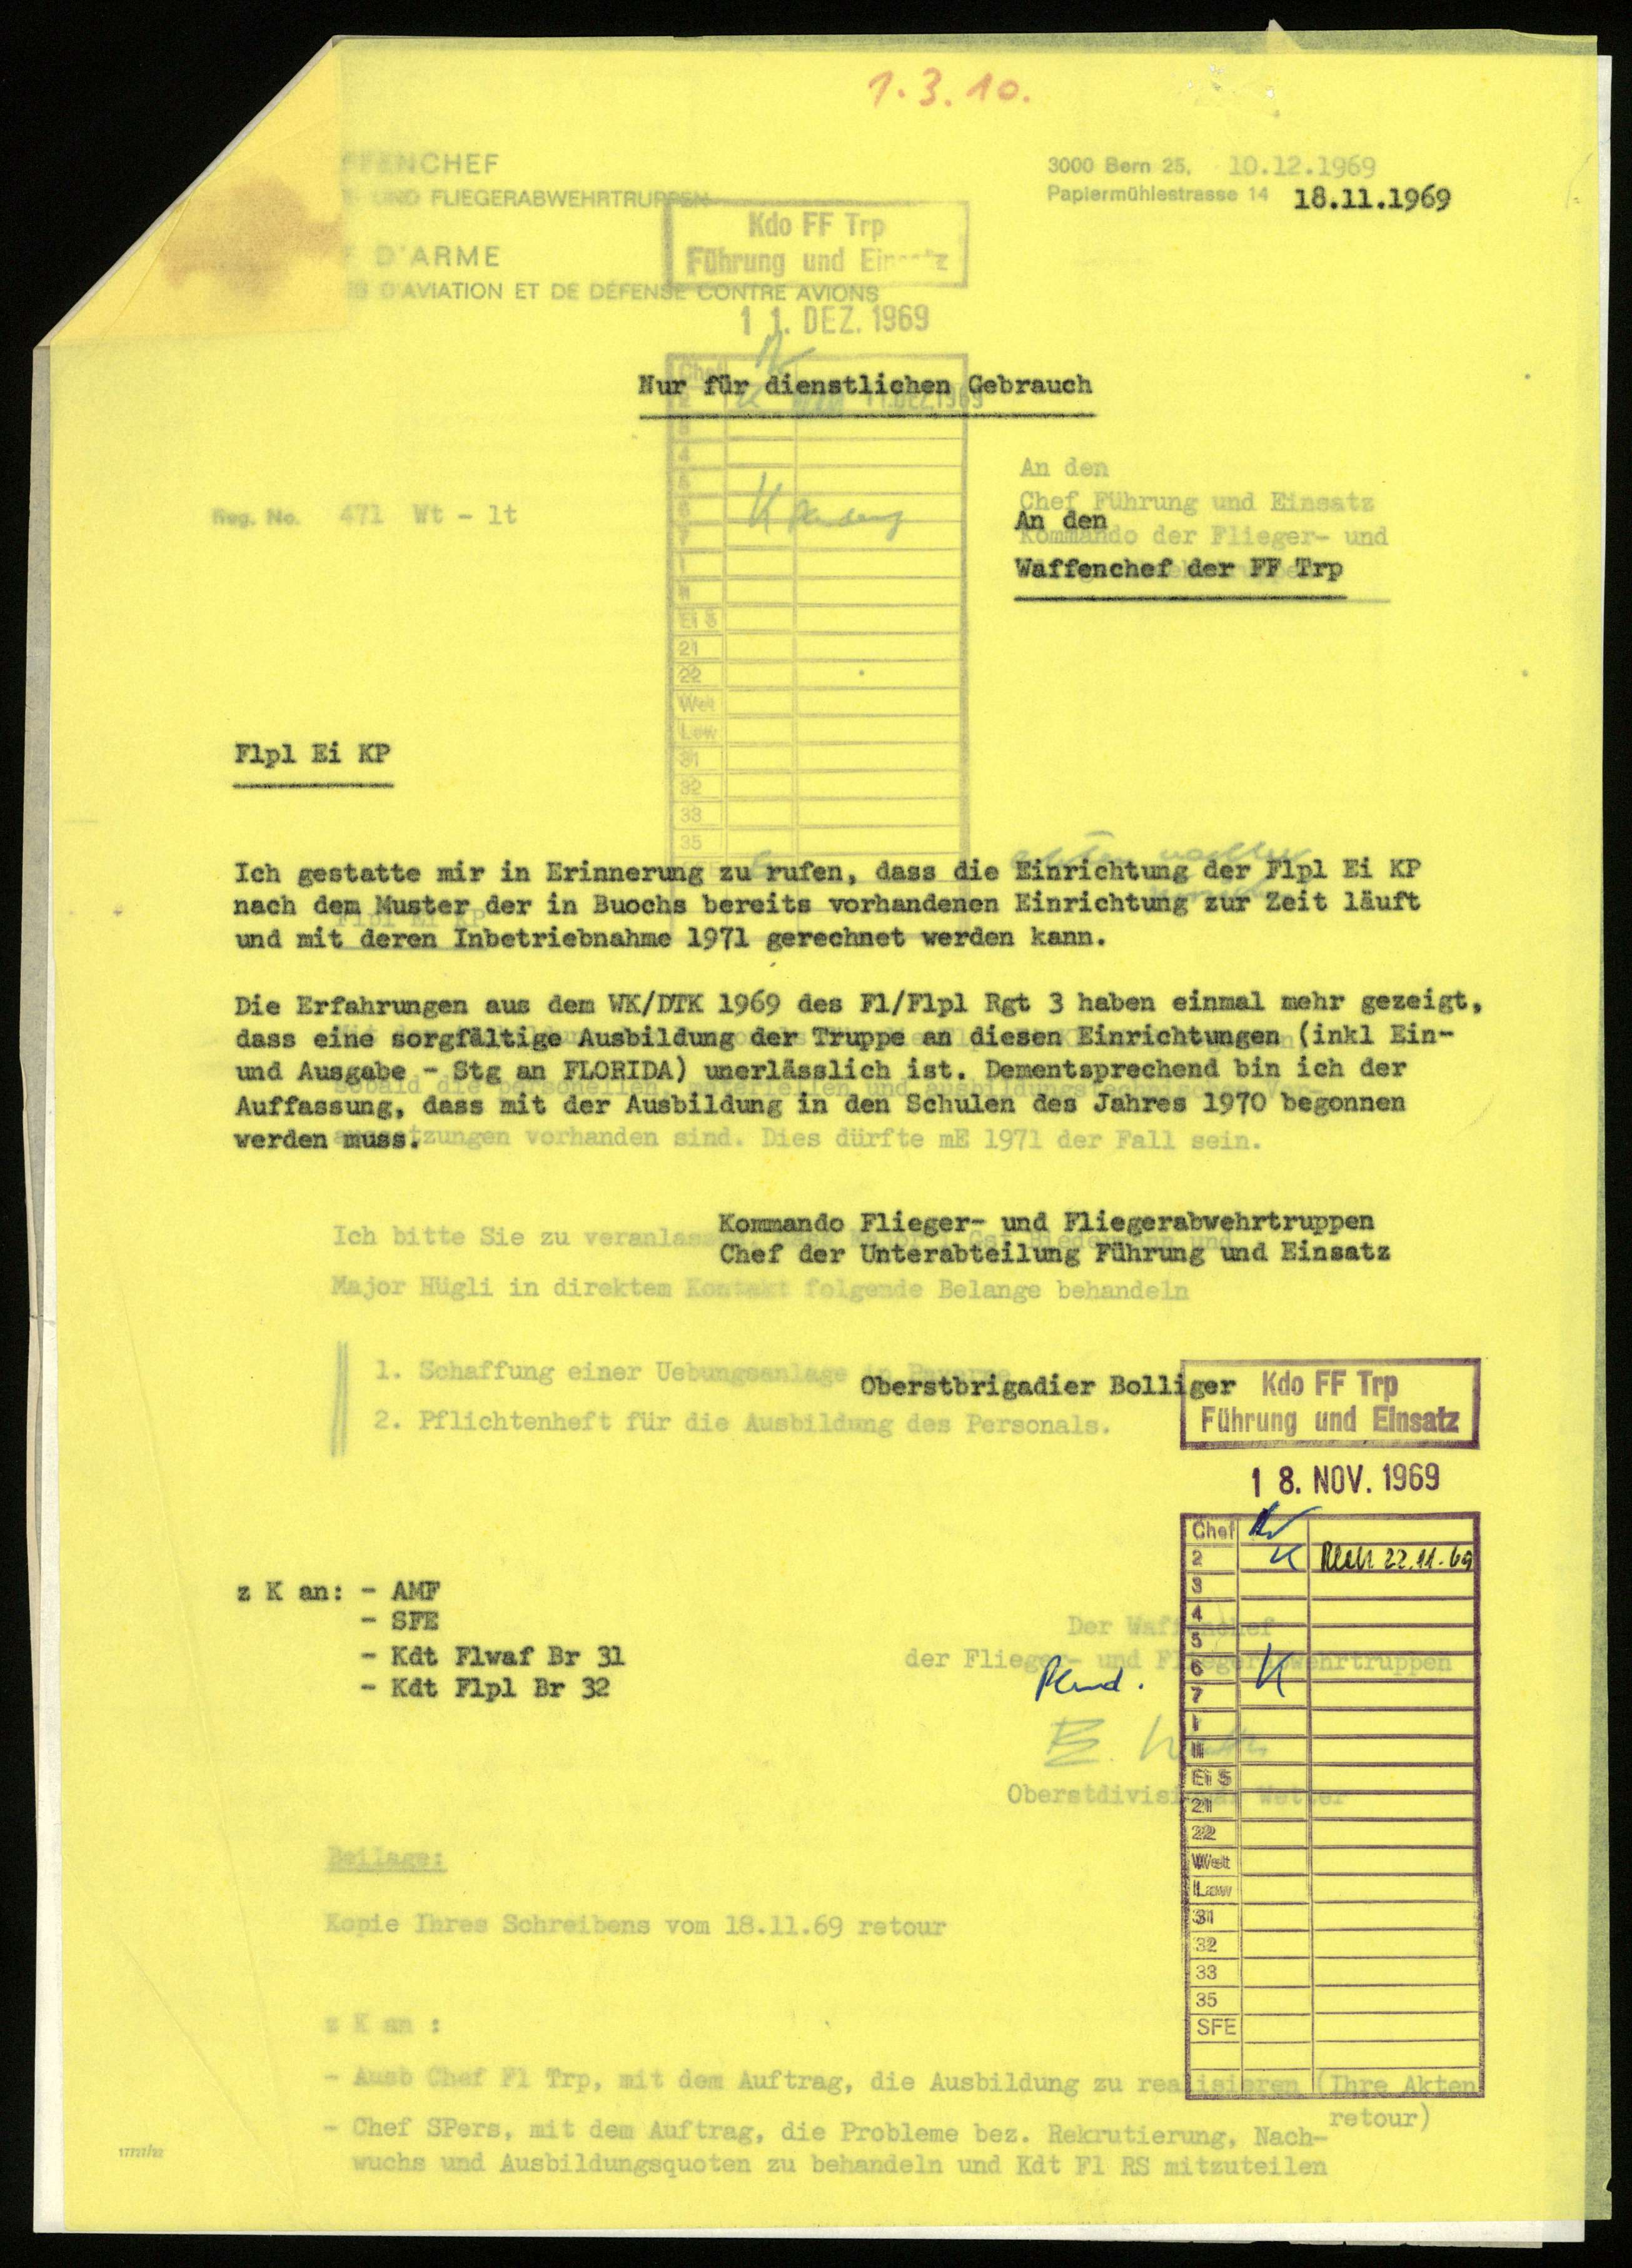 1.3.10.
FFENCHEF
UND FLIEGERABWEHRTRUPPEN
3000 Bern 25, 10.12.1969
Papiermühlestrasse 14 18.11.1969
Kdo FF Trp
Führung und Einsatz
D'ARME
D'AVIATION ET DE DÉFENSE CONTRE AVIONS
11. DEZ. 1969
Chef
Nur für dienstlichen Gebrauch
2 11.DEZ.1969
3
4
5
6 K
7
I
II
Ei S
21
22
Wet
Law
31
32
33
35
Reg. No. 471 Wt - lt
An den
Chef Führung und Einsatz
Kommando der Flieger- und
An den
Waffenchef der FF Trp
Flpl Ei KP
Ich gestatte mir in Erinnerung zu rufen, dass die Einrichtung der Flpl Ei KP
nach dem Muster der in Buochs bereits vorhandenen Einrichtung zur Zeit läuft
und mit deren Inbetriebnahme 1971 gerechnet werden kann.
Die Erfahrungen aus dem WK/DTK 1969 des Fl/Flpl Rgt 3 haben einmal mehr gezeigt,
dass eine sorgfältige Ausbildung der Truppe an diesen Einrichtungen (inkl Ein-
und Ausgabe - Stg an FLORIDA) unerlässlich ist. Dementsprechend bin ich der
sobald die personellen, materiellen und ausbildungstechnischen Vor-
Auffassung, dass mit der Ausbildung in den Schulen des Jahres 1970 begonnen
werden muss.
aussetzungen vorhanden sind. Dies dürfte mE 1971 der Fall sein.
Kommando Flieger- und Fliegerabwehrtruppen
Chef der Unterabteilung Führung und Einsatz
Ich bitte Sie zu veranlassen, dass Major i Gst und
Major Hügli in direktem Kontakt folgende Belange behandeln
1. Schaffung einer Uebungsanlage in Payerne
2. Pflichtenheft für die Ausbildung des Personals.
Oberstbrigadier Bolliger
Kdo FF Trp
Führung und Einsatz
18. NOV. 1969
Chef
2 K 22.11.69
3
4
5
6 K
7
I
II
Ei S
21
22
Wet
Law
31
32
33
35
SFE
z K an: - AMF
- SFE
- Kdt Flwaf Br 31
- Kdt Flpl Br 32
Der Waffenchef
der Flieger- und Fliegerabwehrtruppen
Oberstdivisionär Wetter
Beilage:
Kopie Ihres Schreibens vom 18.11.69 retour
z K an :
- Ausb Chef Fl Trp, mit dem Auftrag, die Ausbildung zu realisieren (Ihre Akten
retour)
- Chef SPers, mit dem Auftrag, die Probleme bez. Rekrutierung, Nach-
wuchs und Ausbildungsquoten zu behandeln und Kdt Fl RS mitzuteilen